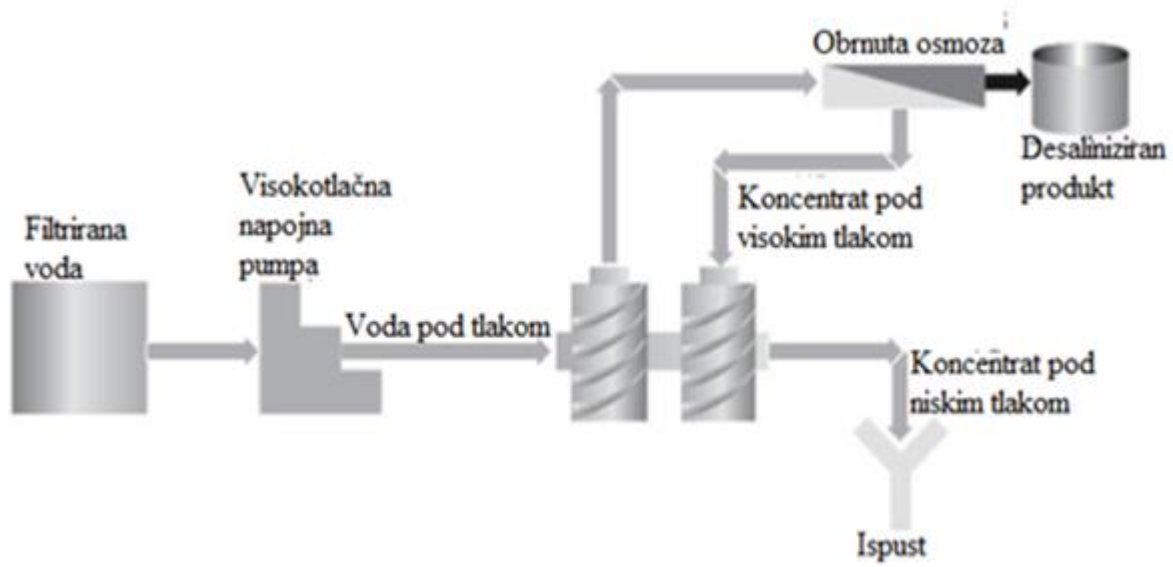 Obrnuta osmoza
Desaliniziran
produkt
Visokotlačna
napojna
pumpa
Koncentrat pod
visokim tlakom
Filtrirana
voda
Voda pod tlakom
Koncentrat pod
niskim tlakom
Ispust